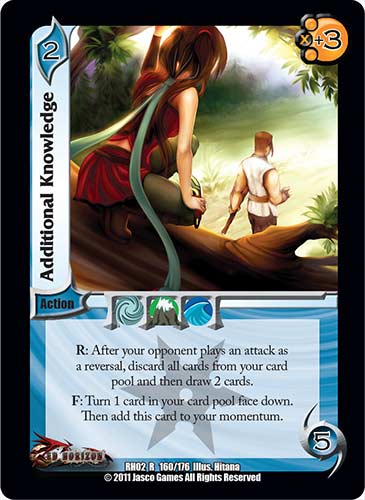 2
X +3
Additional Knowledge
Action
R: After your opponent plays an attack as
a reversal, discard all cards from your card
pool and then draw 2 cards.
F: Turn 1 card in your card pool face down.
Then add this card to your momentum.
5
RED HORIZON
RH02_R_160/176 Illus. Hitana
© 2011 Jasco Games All Rights Reserved